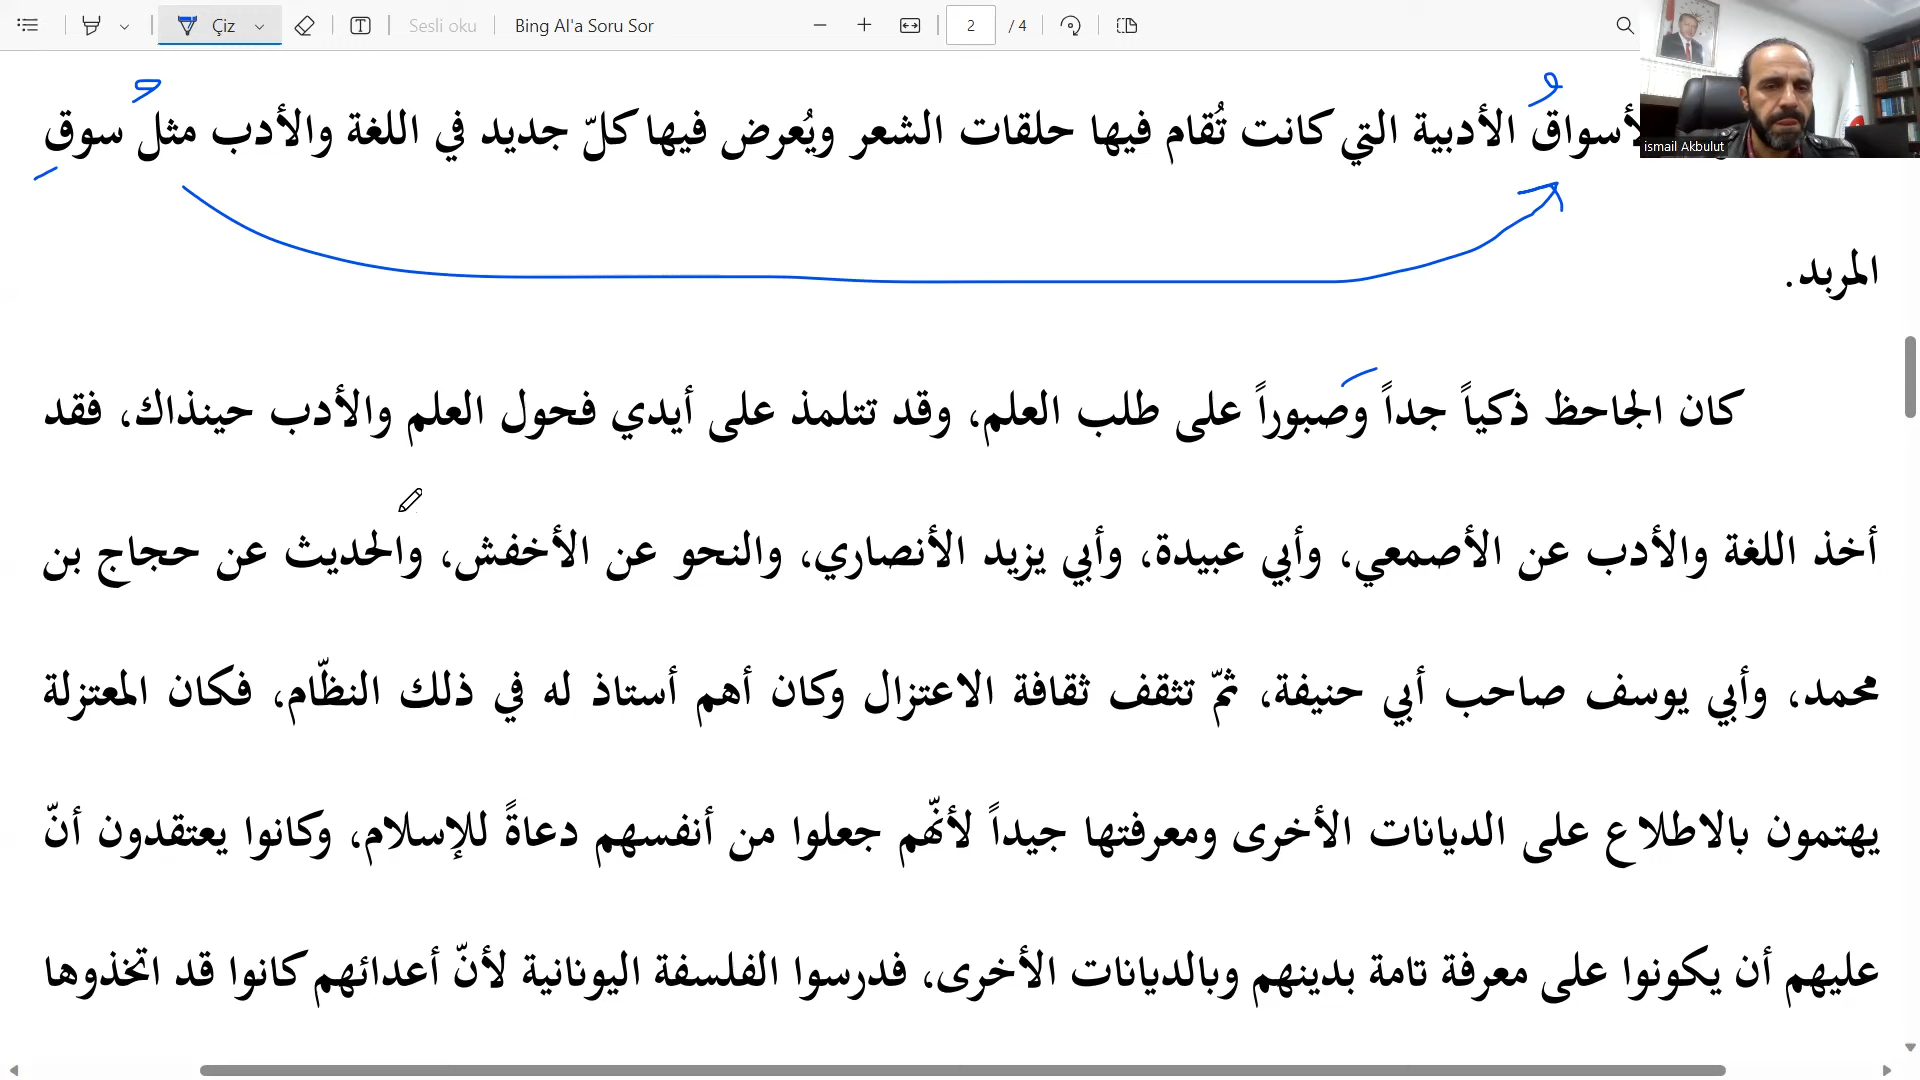 Çiz
Sesli oku
Bing AI'a Soru Sor
2 / 4
ismail Akbulut
الأدبية التي كانت تُقام فيها حلقات الشعر ويُعرض فيها كلّ جديد في اللغة والأدب مثل سوق
المربد.
كان الجاحظ ذكياً جداً وصبوراً على طلب العلم، وقد تتلمذ على أيدي فحول العلم والأدب حينذاك، فقد
أخذ اللغة والأدب عن الأصمعي، وأبي عبيدة، وأبي يزيد الأنصاري، والنحو عن الأخفش، والحديث عن حجاج بن
محمد، وأبي يوسف صاحب أبي حنيفة، ثمّ تثقف ثقافة الاعتزال وكان أهم أستاذ له في ذلك النظّام، فكان المعتزلة
يهتمون بالاطلاع على الديانات الأخرى ومعرفتها جيداً لأنّهم جعلوا من أنفسهم دعاةً للإسلام، وكانوا يعتقدون أنّ
عليهم أن يكونوا على معرفة تامة بدينهم وبالديانات الأخرى، فدرسوا الفلسفة اليونانية لأنّ أعدائهم كانوا قد اتخذوها